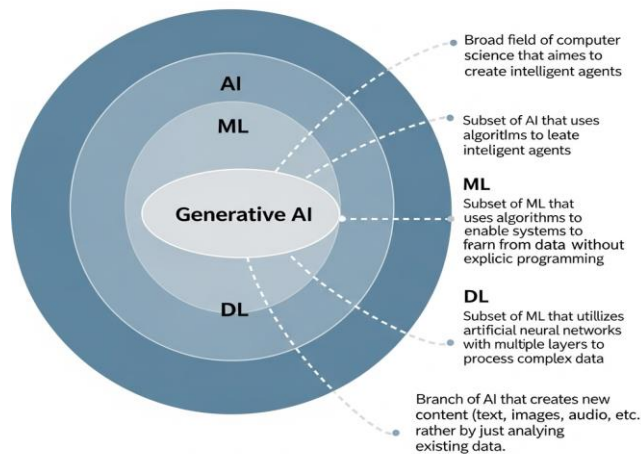 AI
ML
Generative AI
DL
Broad field of computer
science that aimes to
create intelligent agents
Subset of AI that uses
algoritIms to leate
inteligent agents
ML
Subset of ML that
uses algorithms to
enable systems to
frarn from data without
explicic programming
DL
Subset of ML that utillizes
artificial neural networks
with multiple layers to
process complex data
Branch of AI that creates new
content (text, images, audio, etc.
rather by just analying
existing data.